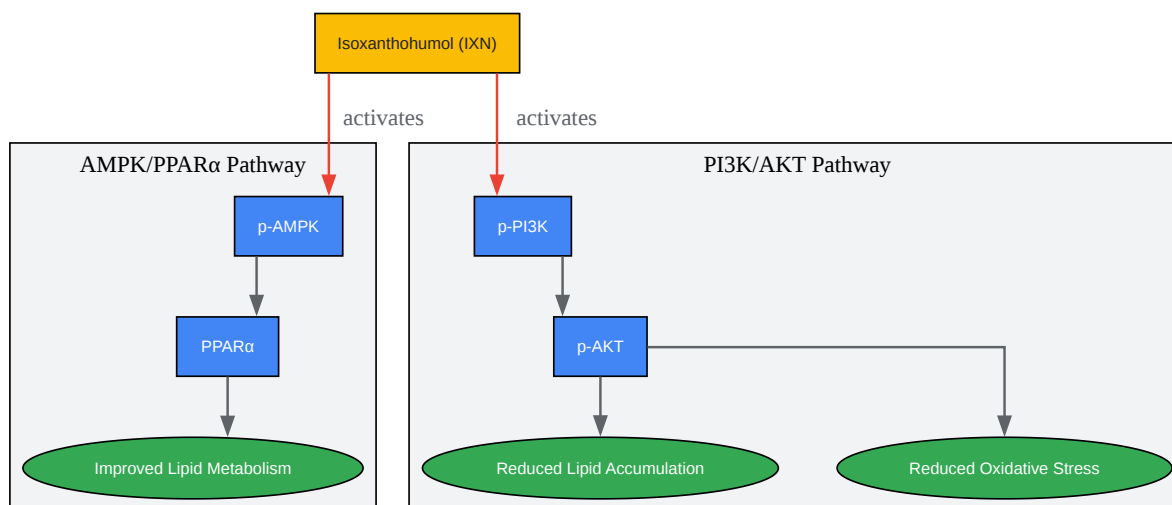 Isoxanthohumol (IXN)
activates
activates
AMPK/PPARα Pathway
PI3K/AKT Pathway
p-AMPK
p-PI3K
PPARα
p-AKT
Improved Lipid Metabolism
Reduced Lipid Accumulation
Reduced Oxidative Stress